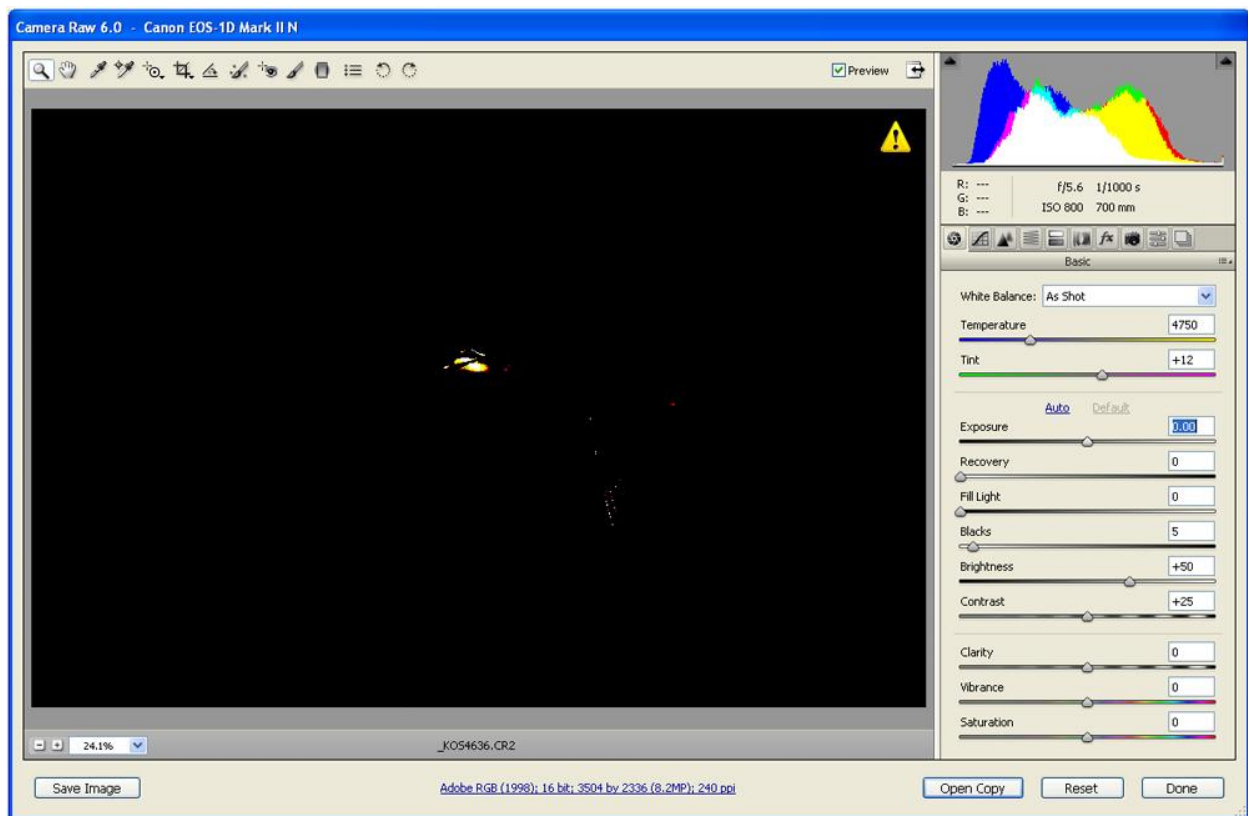 Camera Raw 6.0 - Canon EOS-1D Mark II N
Preview
R: ---
G: ---
B: ---
f/5.6 1/1000 s
ISO 800 700 mm
fx
Basic
White Balance: As Shot
Temperature 4750
Tint +12
Auto Default
Exposure 0.00
Recovery 0
Fill Light 0
Blacks 5
Brightness +50
Contrast +25
Clarity 0
Vibrance 0
Saturation 0
24.1%
_KOS4636.CR2
Save Image
Adobe RGB (1998); 16 bit; 3504 by 2336 (8.2MP); 240 ppi
Open Copy
Reset
Done